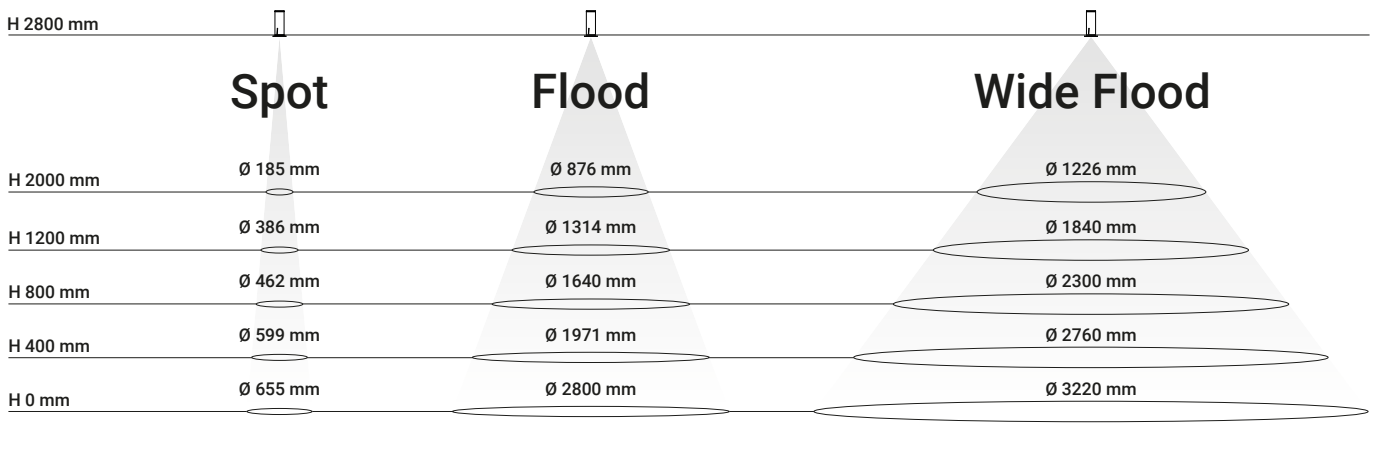 H 2800 mm
Spot Flood Wide Flood
Ø 185 mm Ø 876 mm Ø 1226 mm
H 2000 mm
Ø 386 mm Ø 1314 mm Ø 1840 mm
H 1200 mm
Ø 462 mm Ø 1640 mm Ø 2300 mm
H 800 mm
Ø 599 mm Ø 1971 mm Ø 2760 mm
H 400 mm
Ø 655 mm Ø 2800 mm Ø 3220 mm
H 0 mm